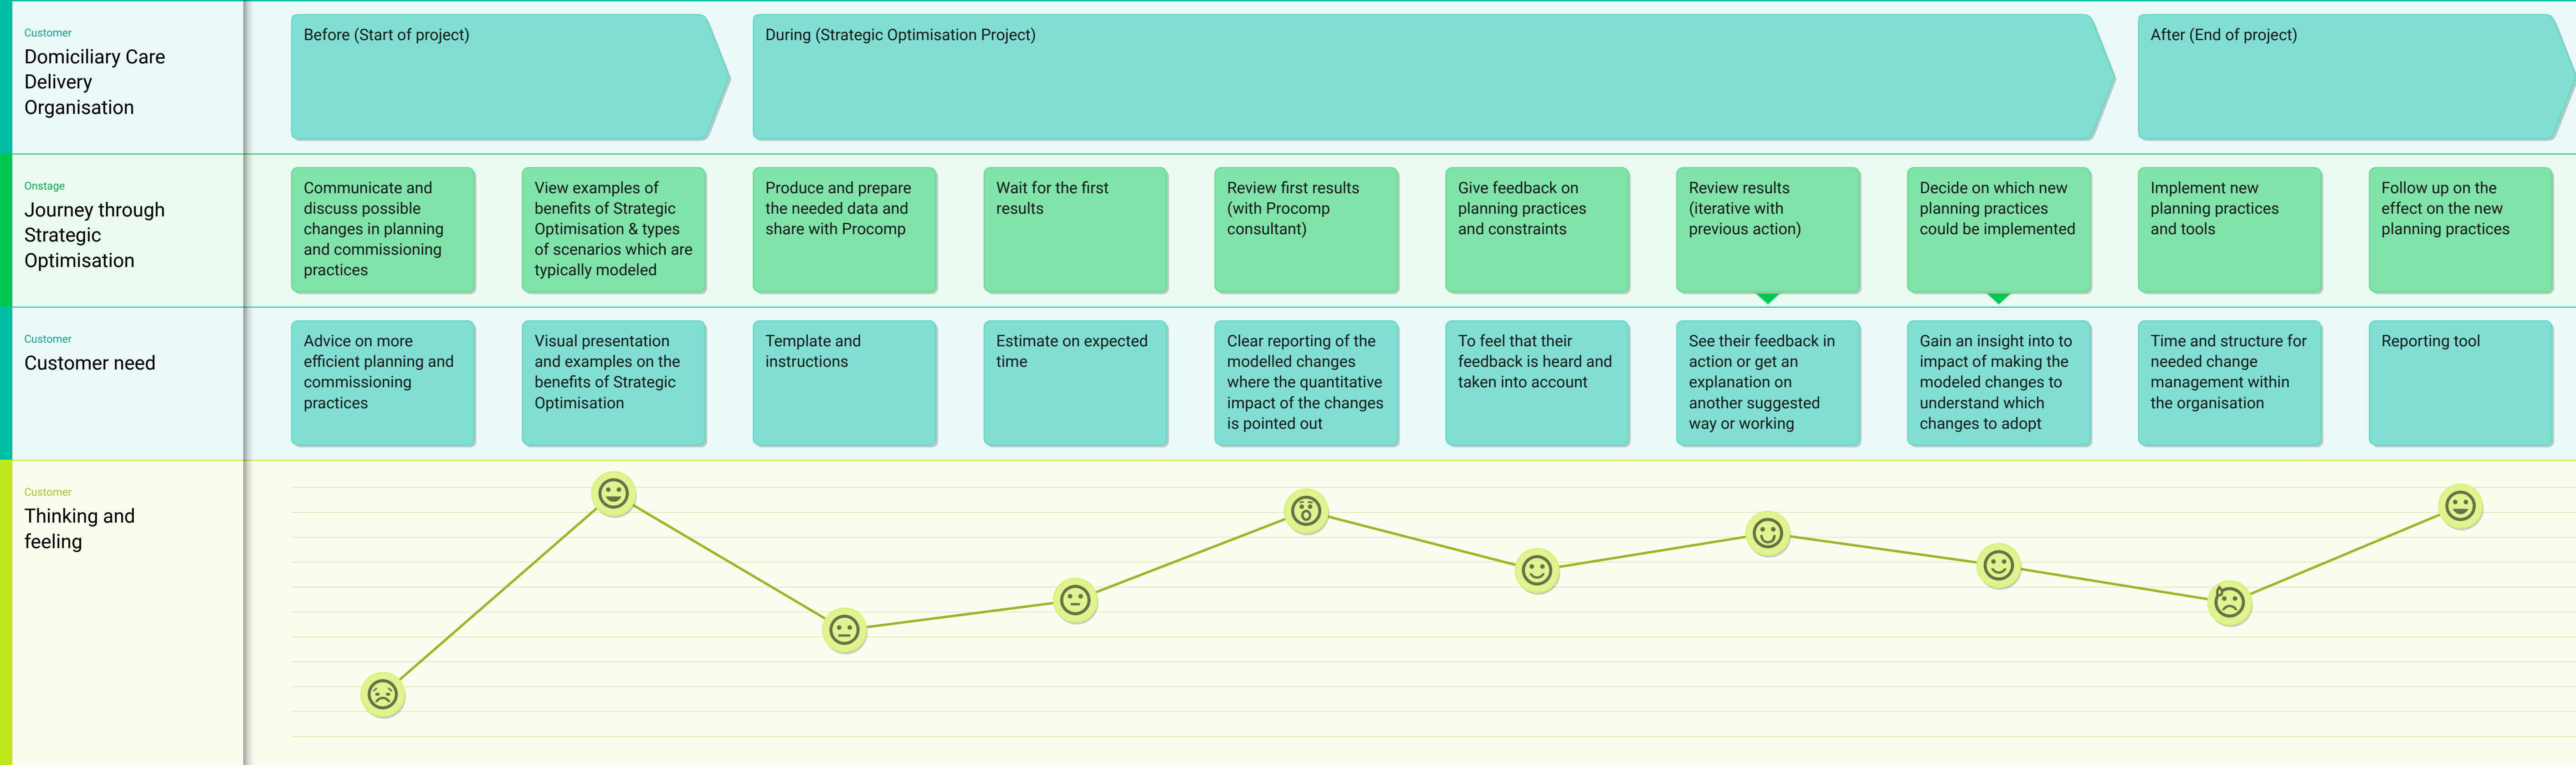 Customer
Domiciliary Care
Delivery
Organisation
Before (Start of project)
During (Strategic Optimisation Project)
After (End of project)
Onstage
Journey through
Strategic
Optimisation
Communicate and
discuss possible
changes in planning
and commissioning
practices
View examples of
benefits of Strategic
Optimisation & types
of scenarios which are
typically modeled
Produce and prepare
the needed data and
share with Procomp
Wait for the first
results
Review first results
(with Procomp
consultant)
Give feedback on
planning practices
and constraints
Review results
(iterative with
previous action)
Decide on which new
planning practices
could be implemented
Implement new
planning practices
and tools
Follow up on the
effect on the new
planning practices
Customer
Customer need
Advice on more
efficient planning and
commissioning
practices
Visual presentation
and examples on the
benefits of Strategic
Optimisation
Template and
instructions
Estimate on expected
time
Clear reporting of the
modelled changes
where the quantitative
impact of the changes
is pointed out
To feel that their
feedback is heard and
taken into account
See their feedback in
action or get an
explanation on
another suggested
way or working
Gain an insight into to
impact of making the
modeled changes to
understand which
changes to adopt
Time and structure for
needed change
management within
the organisation
Reporting tool
Customer
Thinking and
feeling